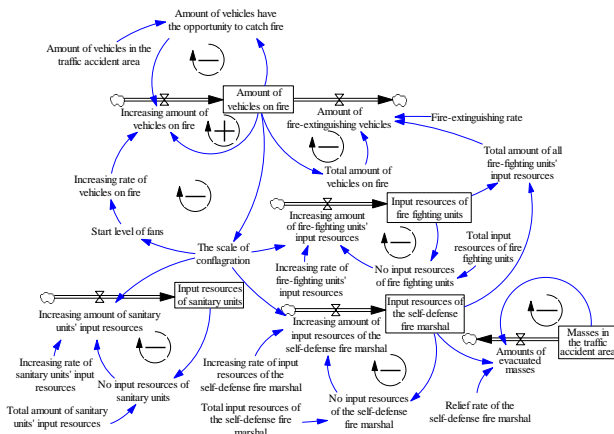 Amount of vehicles have
the opportunity to catch fire
Amount of vehicles in the
traffic accident area
Amount of
vehicles on fire
Increasing amount
of vehicles on fire
Amount of
fire-extinguishing vehicles
Fire-extinguishing rate
Total amount of all
fire-fighting units'
input resources
Increasing rate of
vehicles on fire
Total amount of
vehicles on fire
Start level of fans
Input resources of
fire fighting units
Increasing amount
of fire-fighting units'
input resources
Total input
resources of fire
fighting units
The scale of
conflagration
No input resources
of fire fighting units
Increasing rate of
fire-fighting units'
input resources
Input resources
of sanitary units
Increasing amount of sanitary
units' input resources
Input resources of
the self-defense
fire marshal
Increasing amount of
input resources of the
self-defense fire marshal
Masses in
the traffic
accident area
Amounts of
evacuated
masses
Increasing rate of
sanitary units' input
resources
No input resources of
sanitary units
Increasing rate of input
resources of the
self-defense fire marshal
No input resources
of the self-defense
fire marshal
Relief rate of the
self-defense fire marshal
Total amount of sanitary
units' input resources
Total input resources of
the self-defense fire marshal